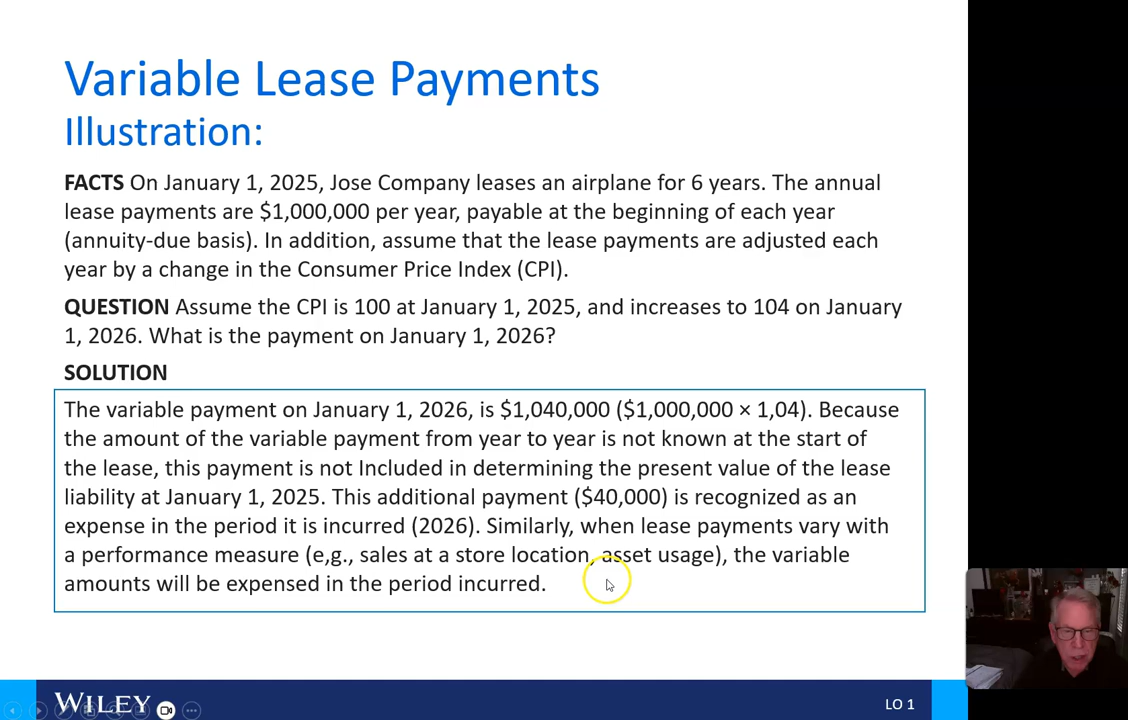 Variable Lease Payments
Illustration:
FACTS On January 1, 2025, Jose Company leases an airplane for 6 years. The annual
lease payments are $1,000,000 per year, payable at the beginning of each year
(annuity-due basis). In addition, assume that the lease payments are adjusted each
year by a change in the Consumer Price Index (CPI).
QUESTION Assume the CPI is 100 at January 1, 2025, and increases to 104 on January
1, 2026. What is the payment on January 1, 2026?
SOLUTION
The variable payment on January 1, 2026, is $1,040,000 ($1,000,000 × 1,04). Because
the amount of the variable payment from year to year is not known at the start of
the lease, this payment is not Included in determining the present value of the lease
liability at January 1, 2025. This additional payment ($40,000) is recognized as an
expense in the period it is incurred (2026). Similarly, when lease payments vary with
a performance measure (e,g., sales at a store location, asset usage), the variable
amounts will be expensed in the period incurred.
WILEY
LO 1